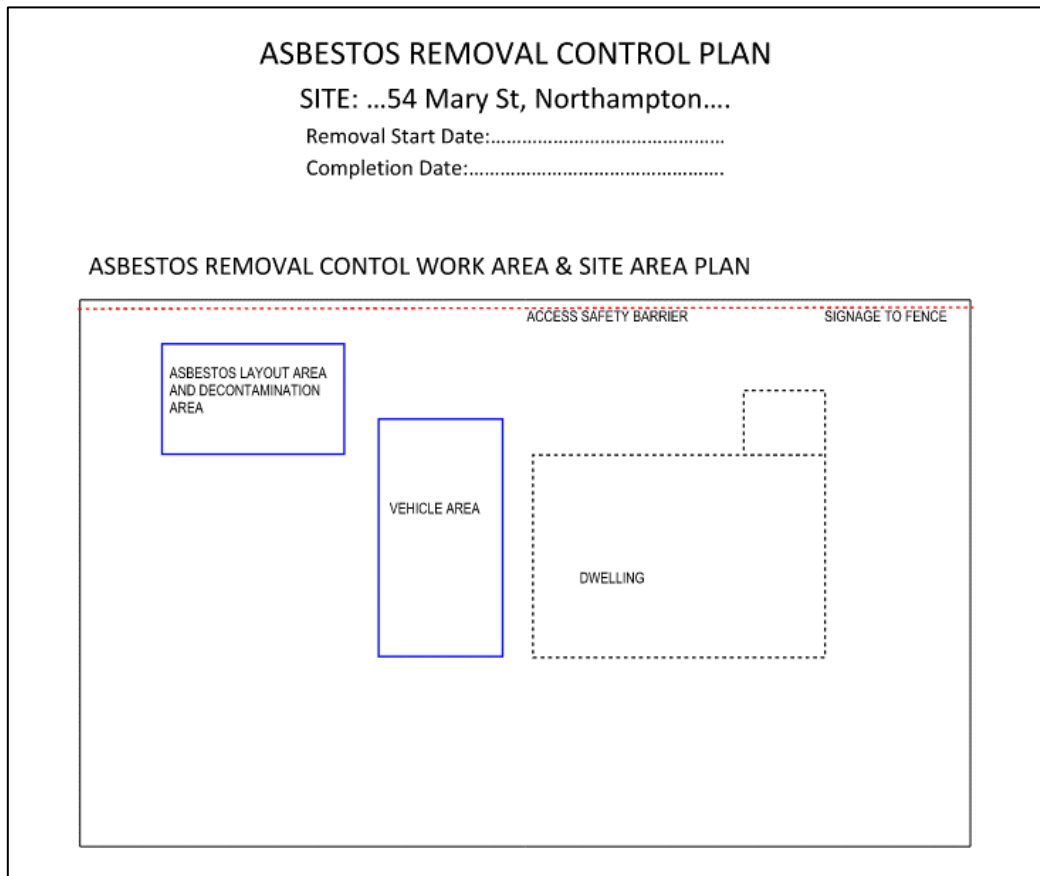 ASBESTOS REMOVAL CONTROL PLAN
SITE: …54 Mary St, Northampton….
Removal Start Date:………………………………………
Completion Date:…………………………………………..
ASBESTOS REMOVAL CONTOL WORK AREA & SITE AREA PLAN
ACCESS SAFETY BARRIER
SIGNAGE TO FENCE
ASBESTOS LAYOUT AREA
AND DECONTAMINATION
AREA
VEHICLE AREA
DWELLING